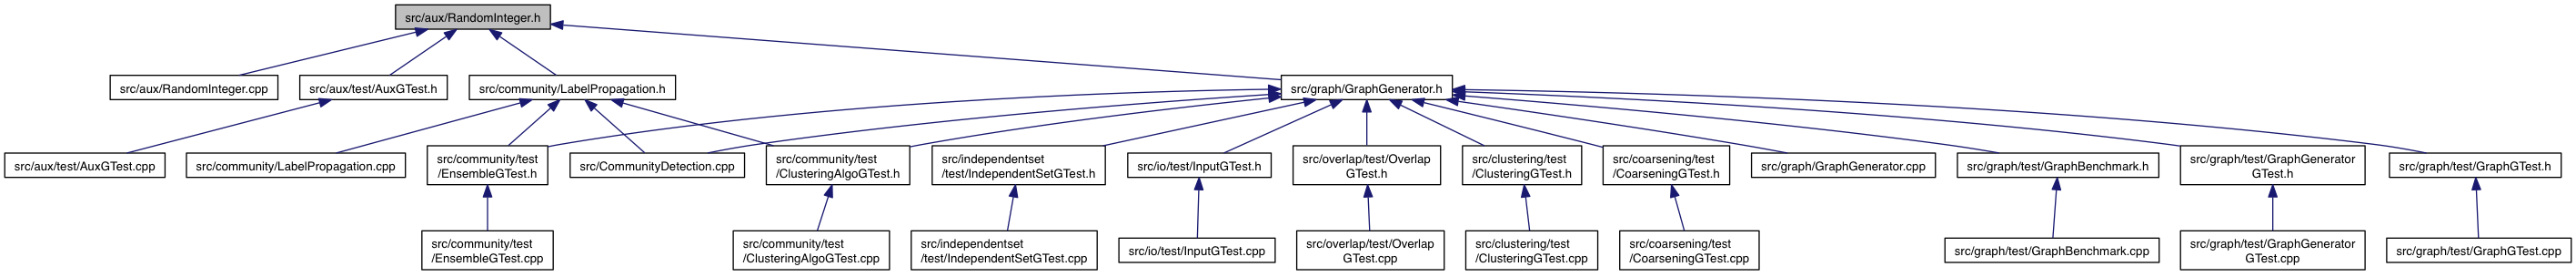 src/aux/RandomInteger.h
src/aux/RandomInteger.cpp
src/aux/test/AuxGTest.h
src/community/LabelPropagation.h
src/graph/GraphGenerator.h
src/aux/test/AuxGTest.cpp
src/community/LabelPropagation.cpp
src/community/test
/EnsembleGTest.h
src/CommunityDetection.cpp
src/community/test
/ClusteringAlgoGTest.h
src/independentset
/test/IndependentSetGTest.h
src/io/test/InputGTest.h
src/overlap/test/Overlap
GTest.h
src/clustering/test
/ClusteringGTest.h
src/coarsening/test
/CoarseningGTest.h
src/graph/GraphGenerator.cpp
src/graph/test/GraphBenchmark.h
src/graph/test/GraphGenerator
GTest.h
src/graph/test/GraphGTest.h
src/community/test
/EnsembleGTest.cpp
src/community/test
/ClusteringAlgoGTest.cpp
src/independentset
/test/IndependentSetGTest.cpp
src/io/test/InputGTest.cpp
src/overlap/test/Overlap
GTest.cpp
src/clustering/test
/ClusteringGTest.cpp
src/coarsening/test
/CoarseningGTest.cpp
src/graph/test/GraphBenchmark.cpp
src/graph/test/GraphGenerator
GTest.cpp
src/graph/test/GraphGTest.cpp